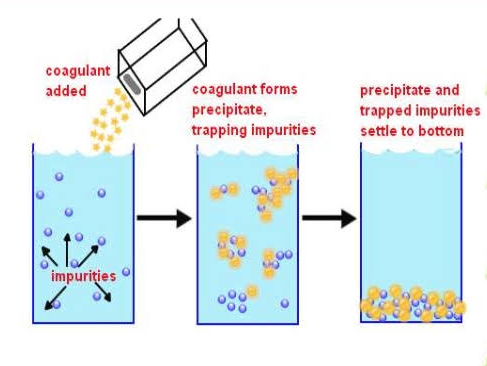 coagulant
added
coagulant forms
precipitate,
trapping impurities
precipitate and
trapped impurities
settle to bottom
impurities